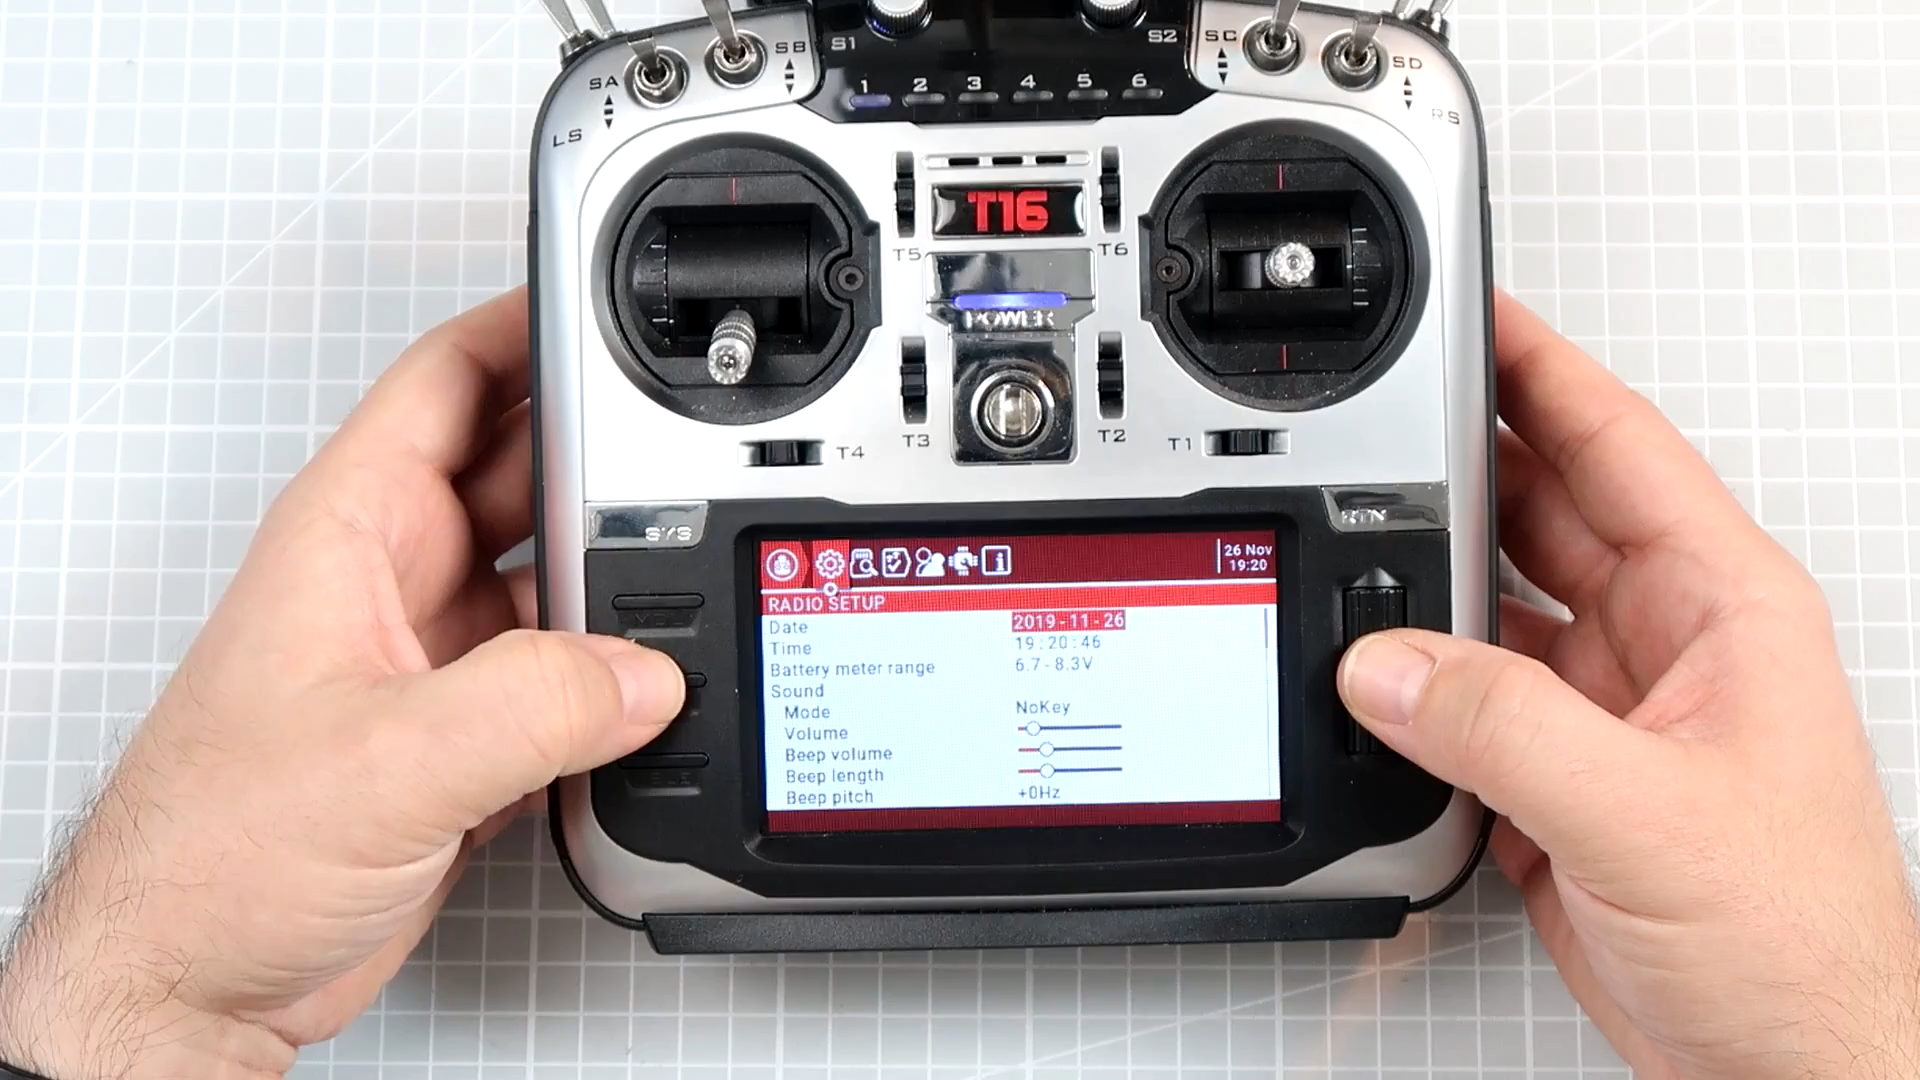 S1
S2
SA
SB
SC
SD
1 2 3 4 5 6
LS
RS
T16
T5
T6
POWER
T3
T2
T4
T1
SYS
RTN
MDL
26 Nov
19:20
RADIO SETUP
Date 2019-11-26
Time 19:20:46
Battery meter range 6.7-8.3V
Sound
Mode NoKey
Volume
Beep volume
Beep length
Beep pitch +0Hz